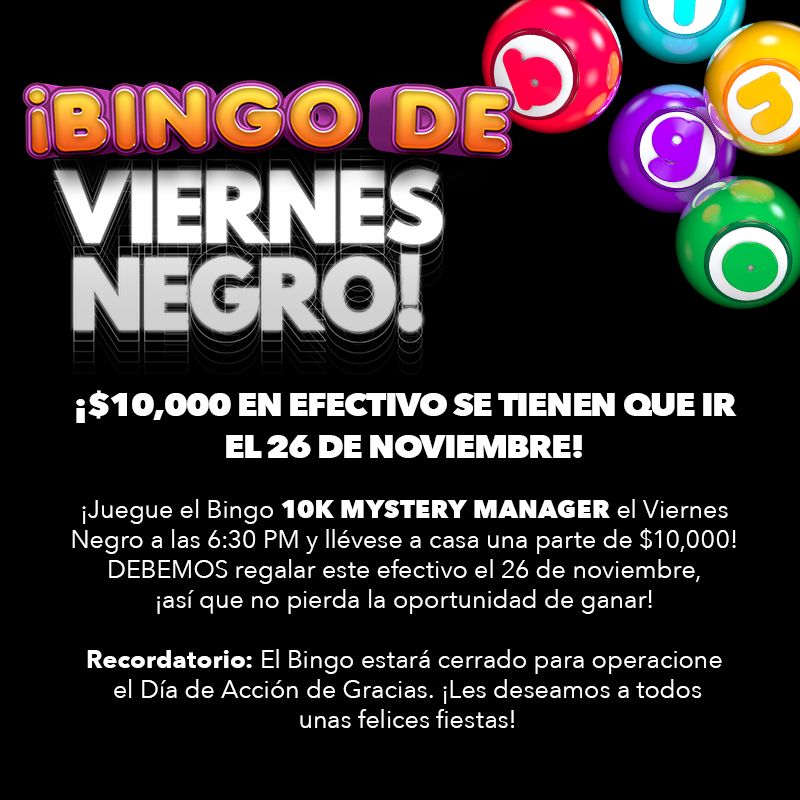 ¡BINGO DE
VIERNES
NEGRO!
b
i
n
g
o
¡$10,000 EN EFECTIVO SE TIENEN QUE IR
EL 26 DE NOVIEMBRE!
¡Juegue el Bingo 10K MYSTERY MANAGER el Viernes
Negro a las 6:30 PM y llévese a casa una parte de $10,000!
DEBEMOS regalar este efectivo el 26 de noviembre,
¡así que no pierda la oportunidad de ganar!
Recordatorio: El Bingo estará cerrado para operacione
el Día de Acción de Gracias. ¡Les deseamos a todos
unas felices fiestas!